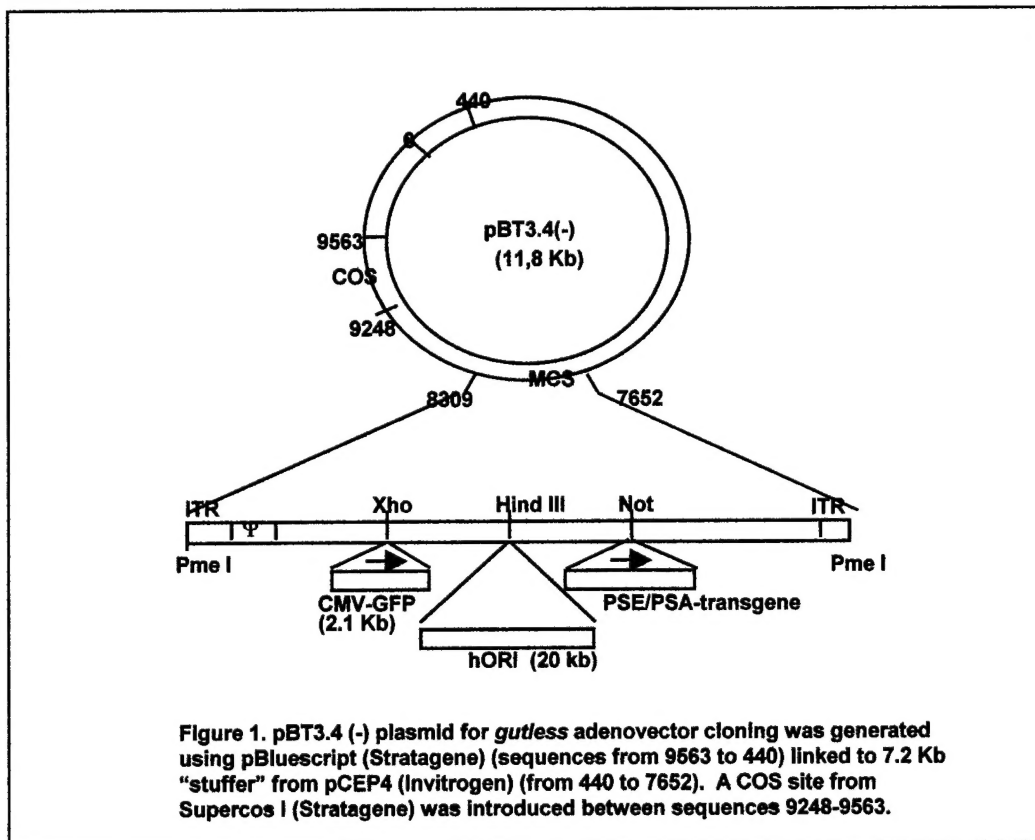 440
0
pBT3.4(-)
(11,8 Kb)
9563
COS
9248
MCS
8309
7652
ITR
Xho
Hind III
Not
ITR
Ψ
Pme I
Pme I
CMV-GFP
(2.1 Kb)
PSE/PSA-transgene
hORI (20 kb)
Figure 1. pBT3.4 (-) plasmid for gutless adenovector cloning was generated
using pBluescript (Stratagene) (sequences from 9563 to 440) linked to 7.2 Kb
"stuffer" from pCEP4 (Invitrogen) (from 440 to 7652). A COS site from
Supercos I (Stratagene) was introduced between sequences 9248-9563.